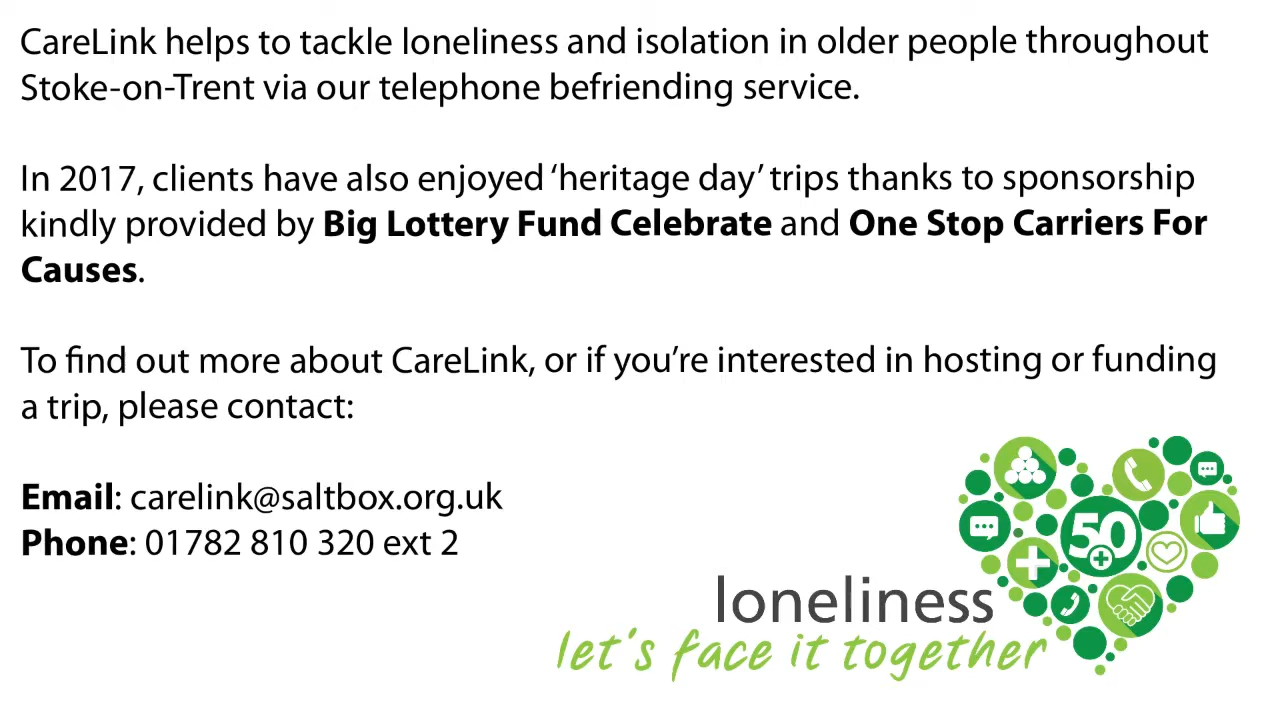 CareLink helps to tackle loneliness and isolation in older people throughout
Stoke-on-Trent via our telephone befriending service.
In 2017, clients have also enjoyed ‘heritage day’ trips thanks to sponsorship
kindly provided by Big Lottery Fund Celebrate and One Stop Carriers For
Causes.
To find out more about CareLink, or if you’re interested in hosting or funding
a trip, please contact:
Email: carelink@saltbox.org.uk
Phone: 01782 810 320 ext 2
50
+
loneliness
let's face it together